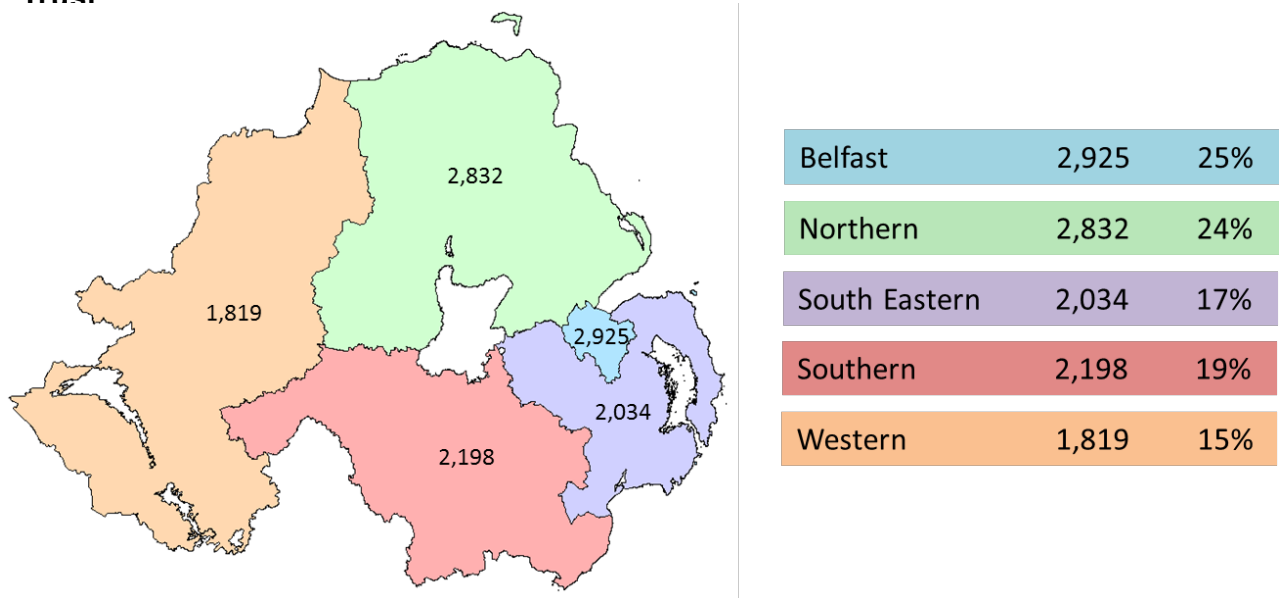 2,832
1,819
2,925
2,034
2,198
Belfast 2,925 25%
Northern 2,832 24%
South Eastern 2,034 17%
Southern 2,198 19%
Western 1,819 15%